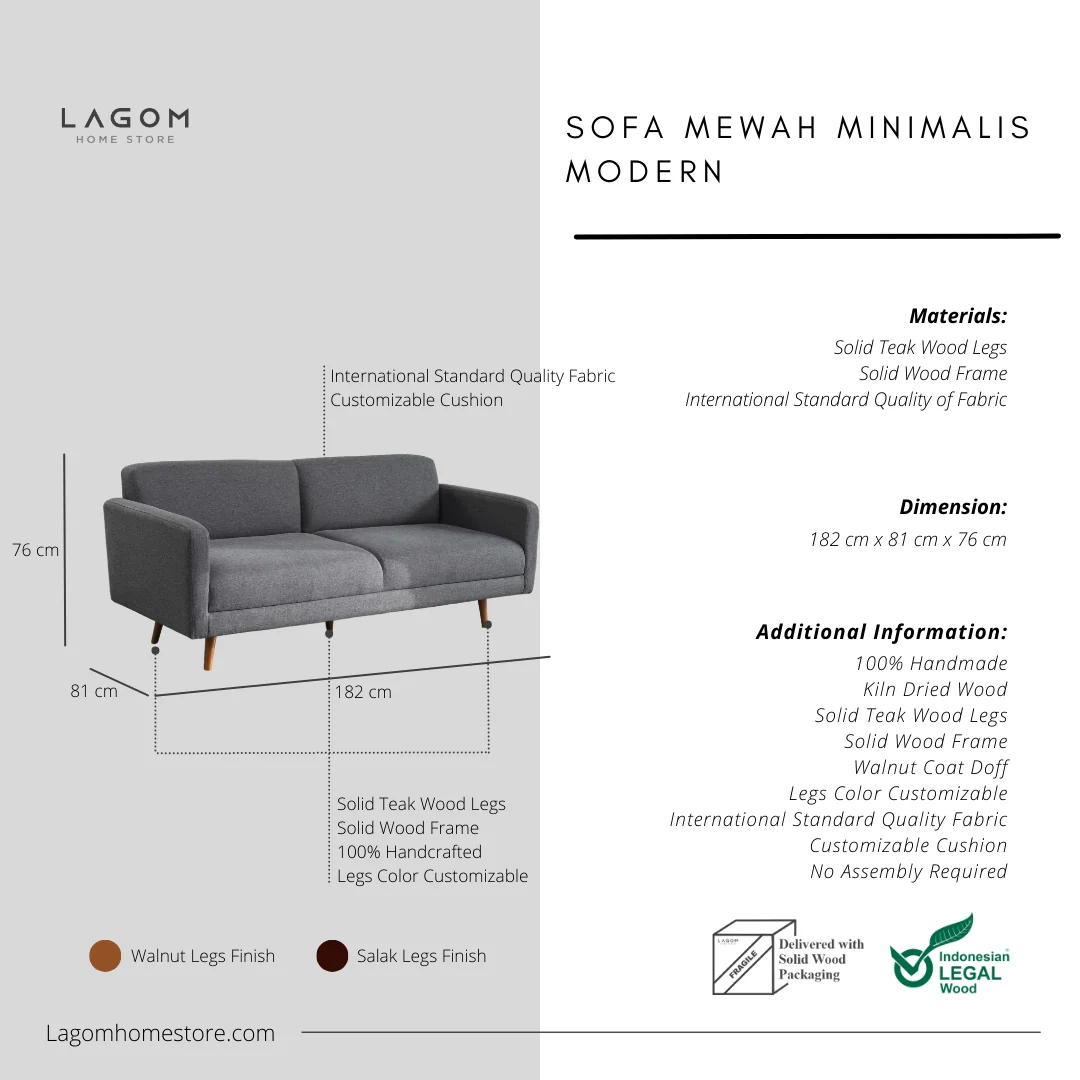 LAGOM
HOME STORE
SOFA MEWAH MINIMALIS
MODERN
International Standard Quality Fabric
Customizable Cushion
76 cm
81 cm
182 cm
Solid Teak Wood Legs
Solid Wood Frame
100% Handcrafted
Legs Color Customizable
Walnut Legs Finish
Salak Legs Finish
Materials:
Solid Teak Wood Legs
Solid Wood Frame
International Standard Quality of Fabric
Dimension:
182 cm x 81 cm x 76 cm
Additional Information:
100% Handmade
Kiln Dried Wood
Solid Teak Wood Legs
Solid Wood Frame
Walnut Coat Doff
Legs Color Customizable
International Standard Quality Fabric
Customizable Cushion
No Assembly Required
LAGOM
FRAGILE
Delivered with
Solid Wood
Packaging
Indonesian
LEGAL
Wood
Lagomhomestore.com